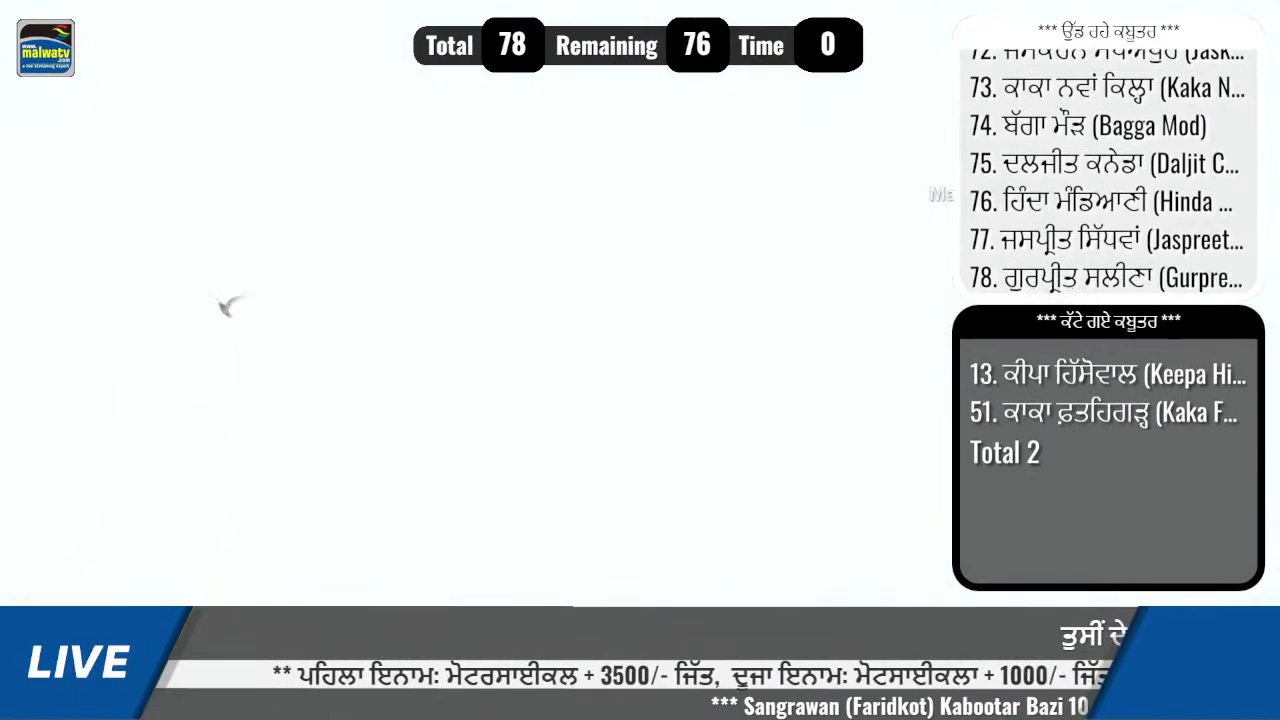 www.
malwatv
.com
a live streaming expert
Total 78 Remaining 76 Time 0
*** ਉੱਡ ਰਹੇ ਕਬੂਤਰ ***
73. ਕਾਕਾ ਨਵਾਂ ਕਿਲ੍ਹਾ (Kaka N...
74. ਬੱਗਾ ਮੌੜ (Bagga Mod)
75. ਦਲਜੀਤ ਕਨੇਡਾ (Daljit C...
76. ਹਿੰਦਾ ਮੰਡਿਆਣੀ (Hinda ...
77. ਜਸਪ੍ਰੀਤ ਸਿੱਧਵਾਂ (Jaspreet...
78. ਗੁਰਪ੍ਰੀਤ ਸਲੀਣਾ (Gurpre...
*** ਕੱਟੇ ਗਏ ਕਬੂਤਰ ***
13. ਕੀਪਾ ਹਿੱਸੋਵਾਲ (Keepa Hi...
51. ਕਾਕਾ ਫ਼ਤਹਿਗੜ੍ਹ (Kaka F...
Total 2
LIVE
ਤੁਸੀਂ ਦੇ
** ਪਹਿਲਾ ਇਨਾਮ: ਮੋਟਰਸਾਈਕਲ + 3500/- ਜਿੱਤ, ਦੂਜਾ ਇਨਾਮ: ਮੋਟਸਾਈਕਲਾ + 1000/- ਜਿੱਤ
*** Sangrawan (Faridkot) Kabootar Bazi 10